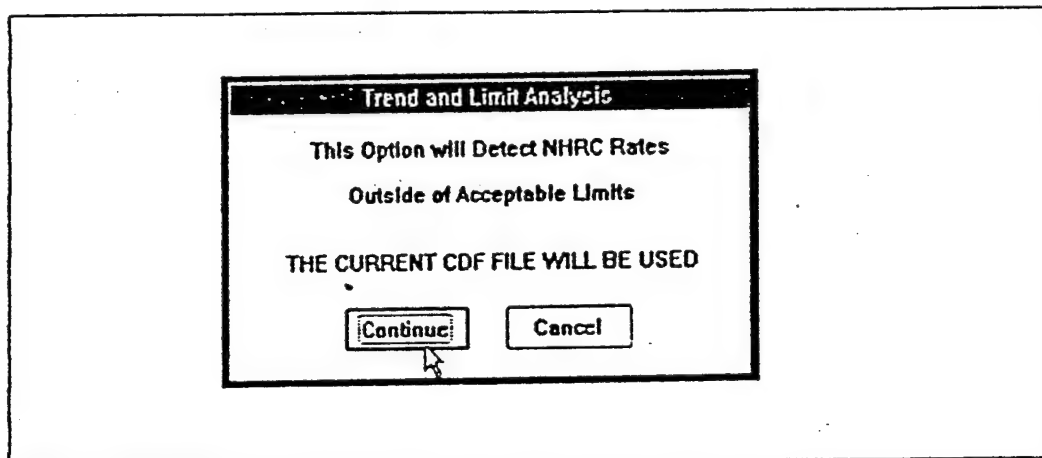 Trend and Limit Analysis
This Option will Detect NHRC Rates
Outside of Acceptable Limits
THE CURRENT CDF FILE WILL BE USED
Continue
Cancel